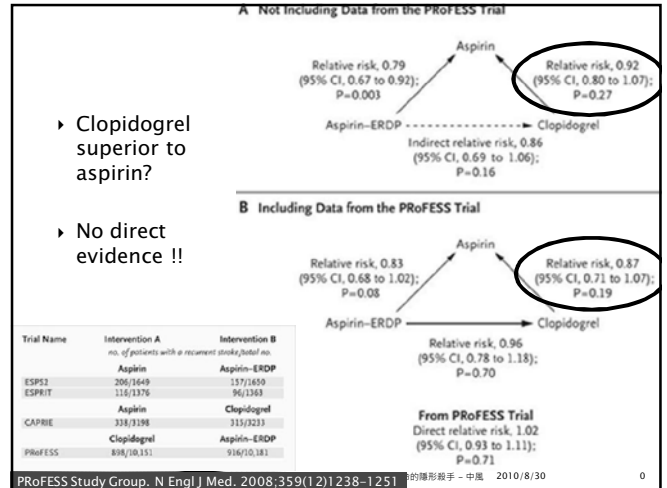 A Not Including Data from the PRoFESS Trial
Aspirin
Relative risk, 0.79
(95% CI, 0.67 to 0.92);
P=0.003
Relative risk, 0.92
(95% CI, 0.80 to 1.07);
P=0.27
Aspirin–ERDP
Clopidogrel
Indirect relative risk, 0.86
(95% CI, 0.69 to 1.06);
P=0.16
Clopidogrel
superior to
aspirin?
No direct
evidence !!
B Including Data from the PRoFESS Trial
Aspirin
Relative risk, 0.83
(95% CI, 0.68 to 1.02);
P=0.08
Relative risk, 0.87
(95% CI, 0.71 to 1.07);
P=0.19
Aspirin–ERDP
Clopidogrel
Relative risk, 0.96
(95% CI, 0.78 to 1.18);
P=0.70
From PRoFESS Trial
Direct relative risk, 1.02
(95% CI, 0.93 to 1.11);
P=0.71
Trial Name Intervention A Intervention B
no. of patients with a recurrent stroke/total no.
Aspirin Aspirin–ERDP
ESPS2 206/1649 157/1650
ESPRIT 116/1376 96/1363
Aspirin Clopidogrel
CAPRIE 338/3198 315/3233
Clopidogrel Aspirin–ERDP
PRoFESS 898/10,151 916/10,181
PRoFESS Study Group. N Engl J Med. 2008;359(12)1238-1251
的隱形殺手 – 中風 2010/8/30 0